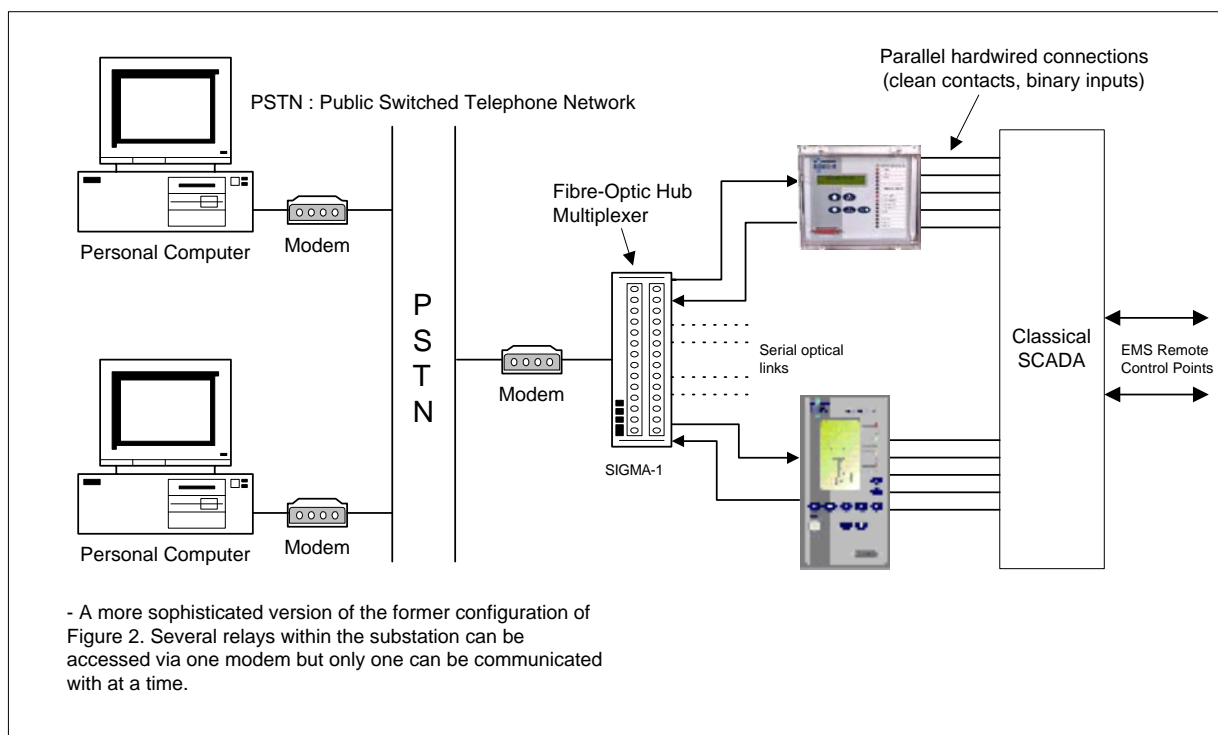 Parallel hardwired connections
(clean contacts, binary inputs)
PSTN : Public Switched Telephone Network
Fibre-Optic Hub
Multiplexer
Personal Computer
Modem
P
S
T
N
Modem
Serial optical
links
Classical
SCADA
EMS Remote
Control Points
SIGMA-1
Personal Computer
Modem
- A more sophisticated version of the former configuration of
Figure 2. Several relays within the substation can be
accessed via one modem but only one can be communicated
with at a time.